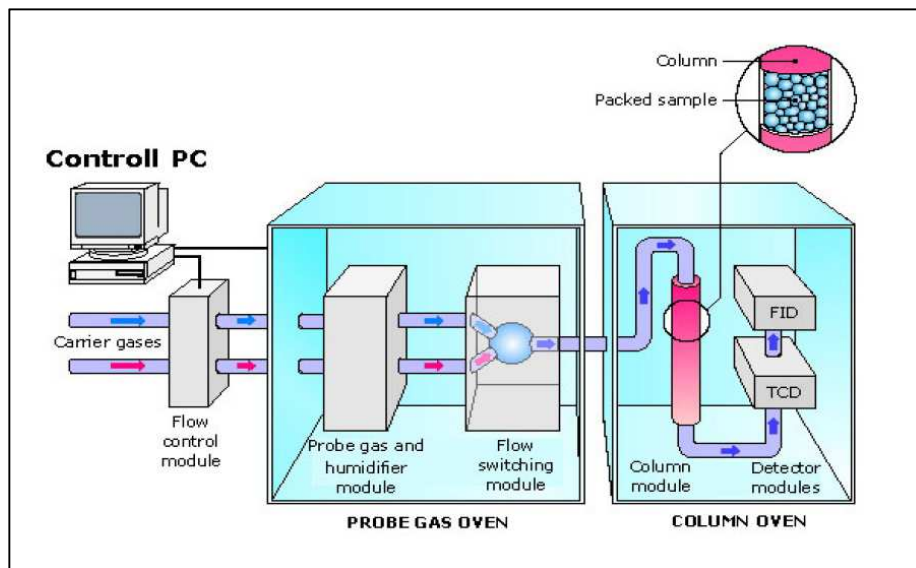 Column
Packed sample
Controll PC
Carrier gases
Flow
control
module
Probe gas and
humidifier
module
Flow
switching
module
PROBE GAS OVEN
FID
TCD
Column
module
Detector
modules
COLUMN OVEN